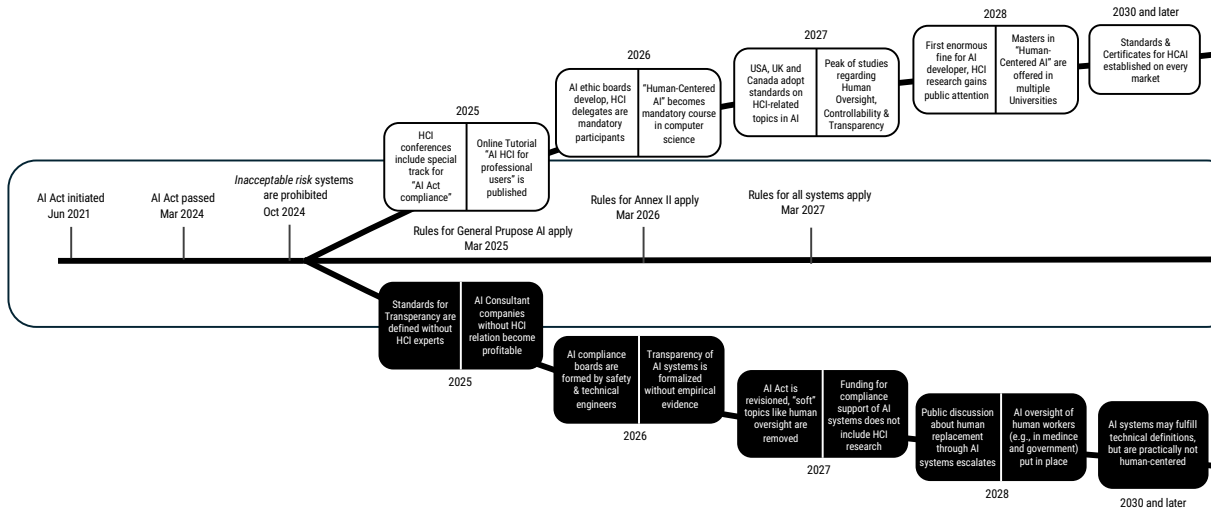 2030 and later
Standards &
Certificates for HCAI
established on every
market
2028
First enormous
fine for AI
developer, HCI
research gains
public attention
Masters in
“Human-
Centered AI” are
offered in
multiple
Universities
2027
USA, UK and
Canada adopt
standards on
HCI-related
topics in AI
Peak of studies
regarding
Human
Oversight,
Controllability &
Transparency
2026
AI ethic boards
develop, HCI
delegates are
mandatory
participants
“Human-Centered
AI” becomes
mandatory course
in computer
science
2025
HCI
conferences
include special
track for
“AI Act
compliance”
Online Tutorial
“AI HCI for
professional
users” is
published
AI Act initiated
Jun 2021
AI Act passed
Mar 2024
Inacceptable risk systems
are prohibited
Oct 2024
Rules for General Prupose AI apply
Mar 2025
Rules for Annex II apply
Mar 2026
Rules for all systems apply
Mar 2027
Standards for
Transperancy are
defined without
HCI experts
AI Consultant
companies
without HCI
relation become
profitable
2025
AI compliance
boards are
formed by safety
& technical
engineers
Transparency of
AI systems is
formalized
without empirical
evidence
2026
AI Act is
revisioned, “soft”
topics like human
oversight are
removed
Funding for
compliance
support of AI
systems does not
include HCI
research
2027
Public discussion
about human
replacement
through AI
systems escalates
AI oversight of
human workers
(e.g., in medince
and government)
put in place
2028
AI systems may fulfill
technical definitions,
but are practically not
human-centered
2030 and later